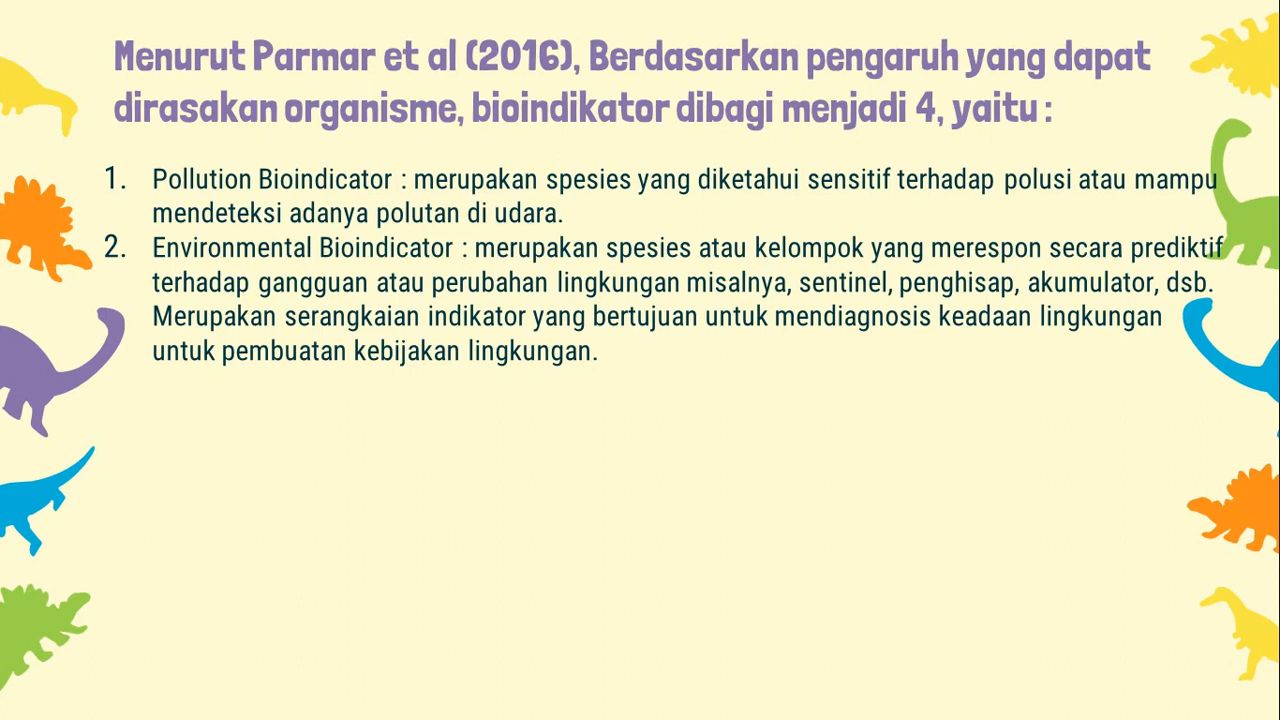 Menurut Parmar et al (2016), Berdasarkan pengaruh yang dapat
dirasakan organisme, bioindikator dibagi menjadi 4, yaitu :
1. Pollution Bioindicator : merupakan spesies yang diketahui sensitif terhadap polusi atau mampu
mendeteksi adanya polutan di udara.
2. Environmental Bioindicator : merupakan spesies atau kelompok yang merespon secara prediktif
terhadap gangguan atau perubahan lingkungan misalnya, sentinel, penghisap, akumulator, dsb.
Merupakan serangkaian indikator yang bertujuan untuk mendiagnosis keadaan lingkungan
untuk pembuatan kebijakan lingkungan.